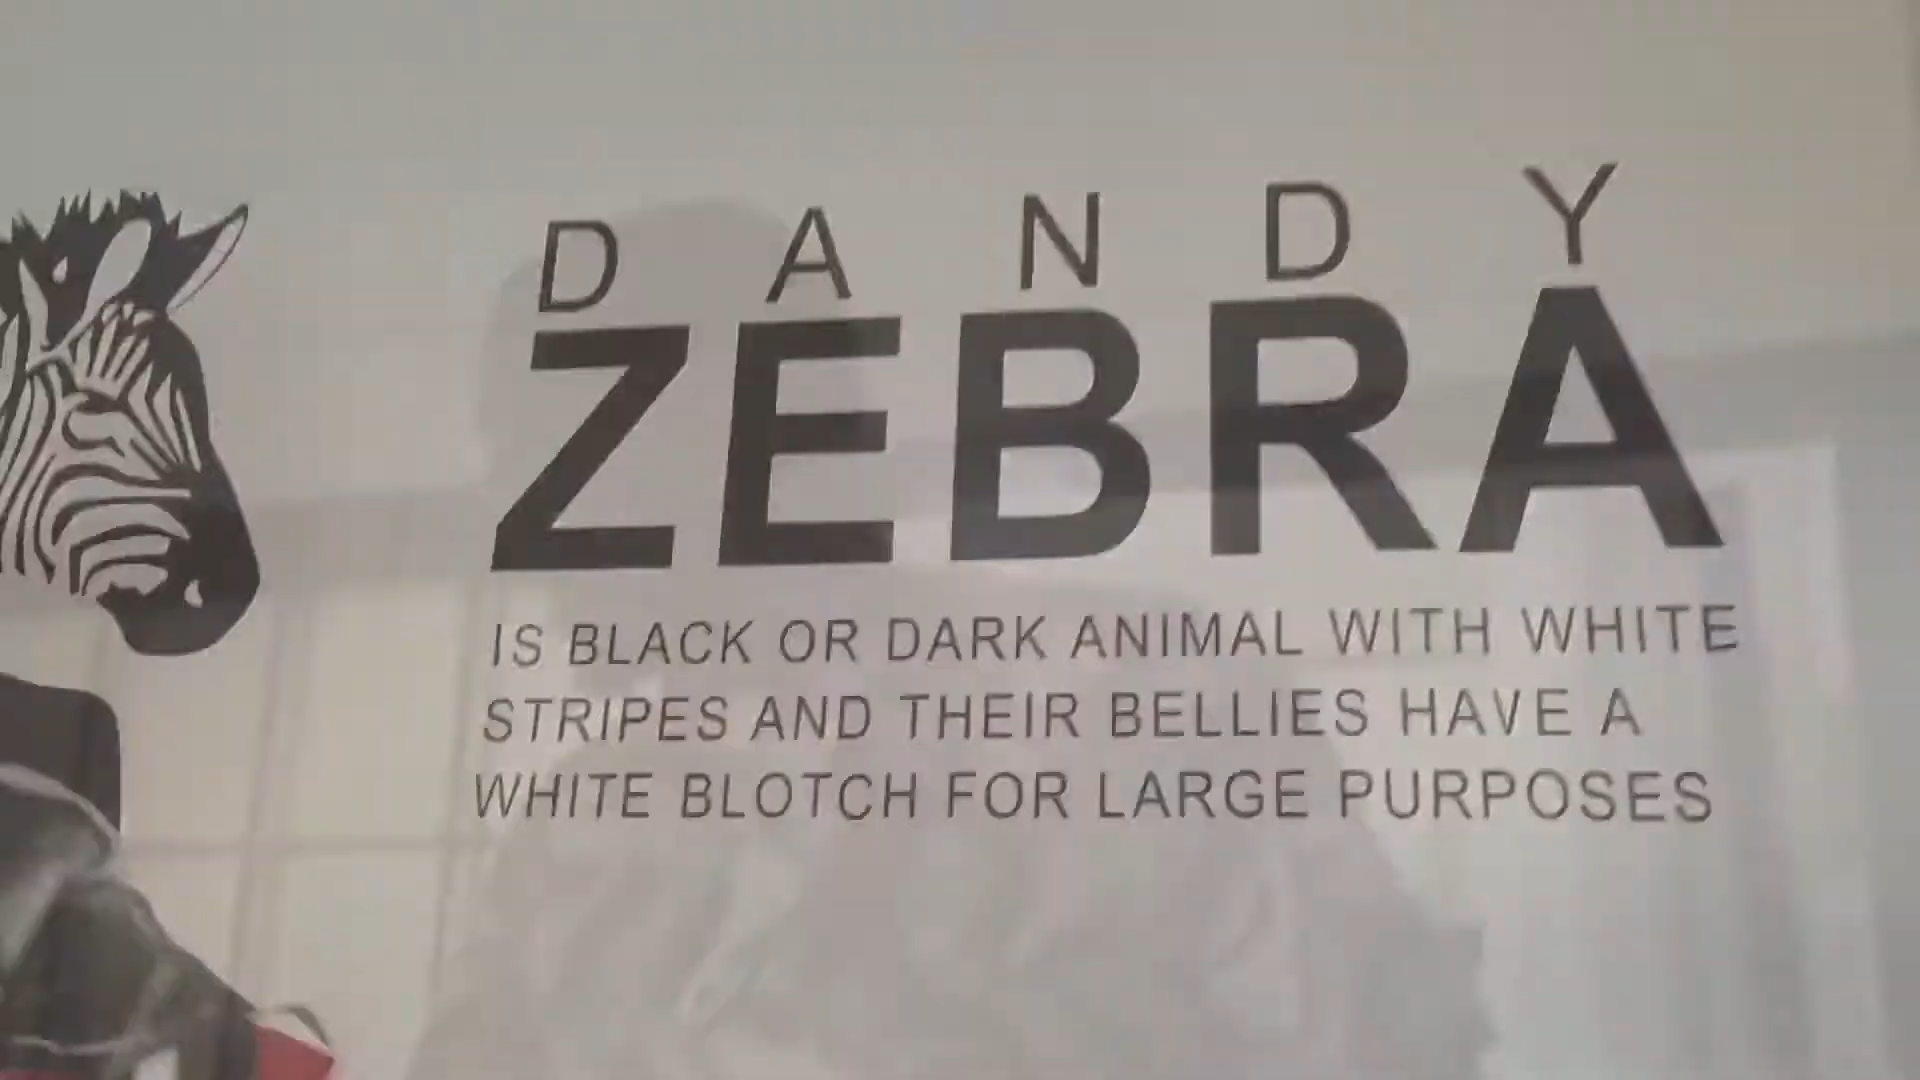 DANDY
ZEBRA
IS BLACK OR DARK ANIMAL WITH WHITE
STRIPES AND THEIR BELLIES HAVE A
WHITE BLOTCH FOR LARGE PURPOSES